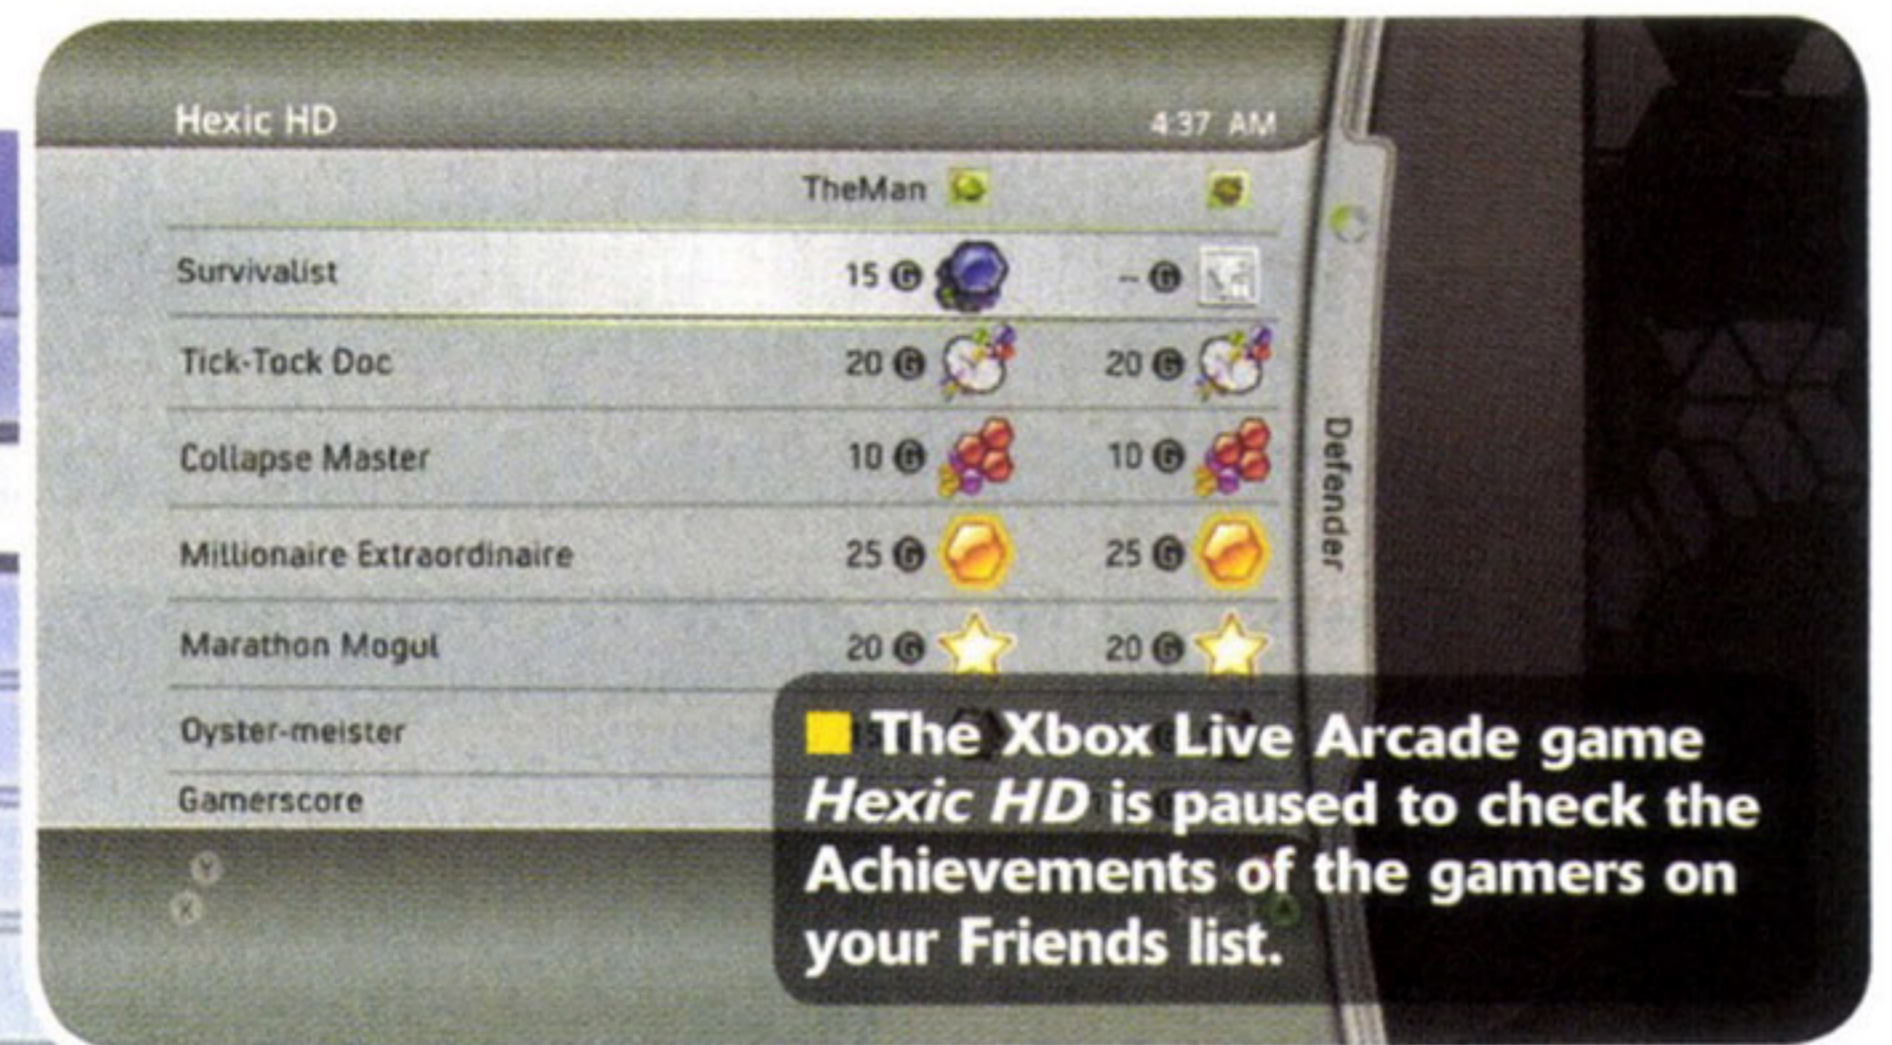 Hexic HD 4:37 AM
TheMan
Survivalist 15 G -- G
Tick-Tock Doc 20 G 20 G
Collapse Master 10 G 10 G
Millionaire Extraordinaire 25 G 25 G
Marathon Mogul 20 G 20 G
Oyster-meister
Gamerscore
Y
X
Defender
The Xbox Live Arcade game
Hexic HD is paused to check the
Achievements of the gamers on
your Friends list.